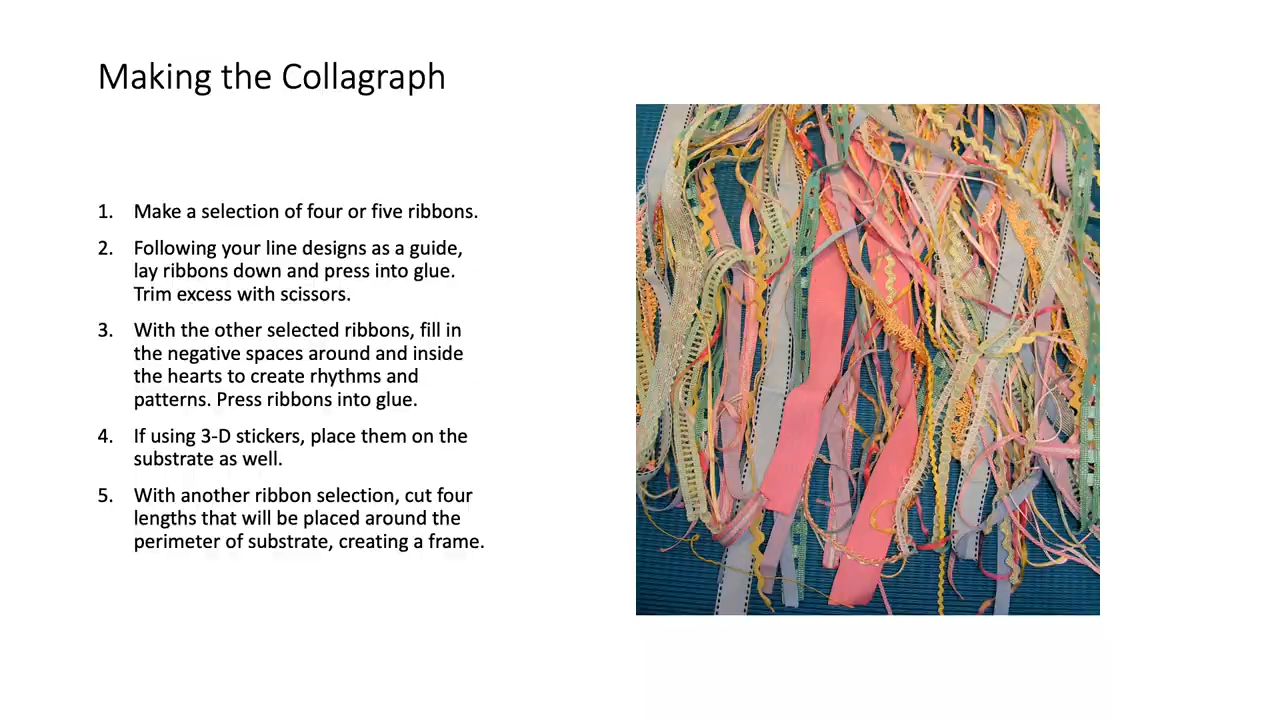 Making the Collagraph
1. Make a selection of four or five ribbons.
2. Following your line designs as a guide,
lay ribbons down and press into glue.
Trim excess with scissors.
3. With the other selected ribbons, fill in
the negative spaces around and inside
the hearts to create rhythms and
patterns. Press ribbons into glue.
4. If using 3-D stickers, place them on the
substrate as well.
5. With another ribbon selection, cut four
lengths that will be placed around the
perimeter of substrate, creating a frame.